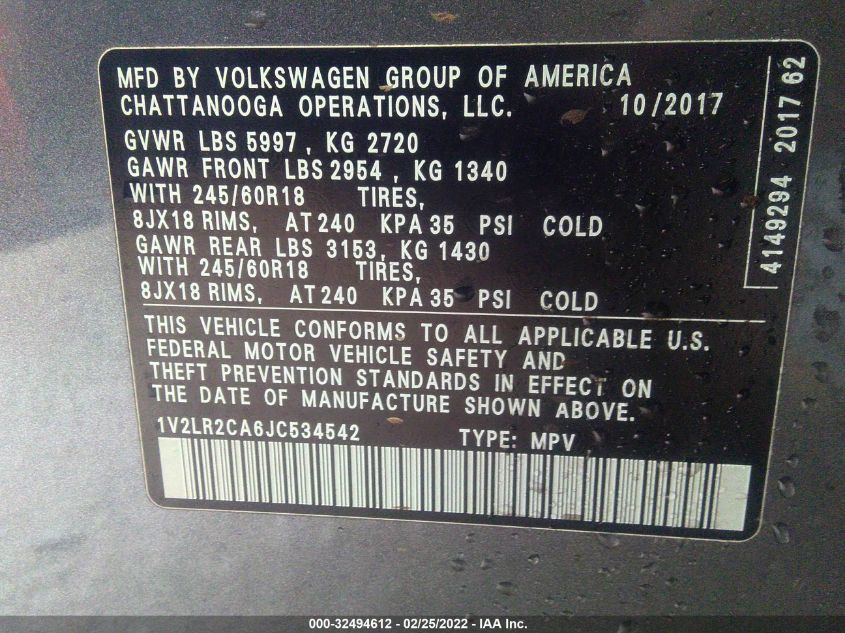 MFD BY VOLKSWAGEN GROUP OF AMERICA
CHATTANOOGA OPERATIONS, LLC. 10/2017
GVWR LBS 5997, KG 2720
GAWR FRONT LBS 2954, KG 1340
WITH 245/60R18 TIRES,
8JX18 RIMS, AT 240 KPA 35 PSI COLD
GAWR REAR LBS 3153, KG 1430
WITH 245/60R18 TIRES,
8JX18 RIMS, AT 240 KPA 35 PSI COLD
THIS VEHICLE CONFORMS TO ALL APPLICABLE U.S.
FEDERAL MOTOR VEHICLE SAFETY AND
THEFT PREVENTION STANDARDS IN EFFECT ON
THE DATE OF MANUFACTURE SHOWN ABOVE.
1V2LR2CA6JC534542 TYPE: MPV
4149294 2017 62
000-32494612 - 02/25/2022 - IAA Inc.